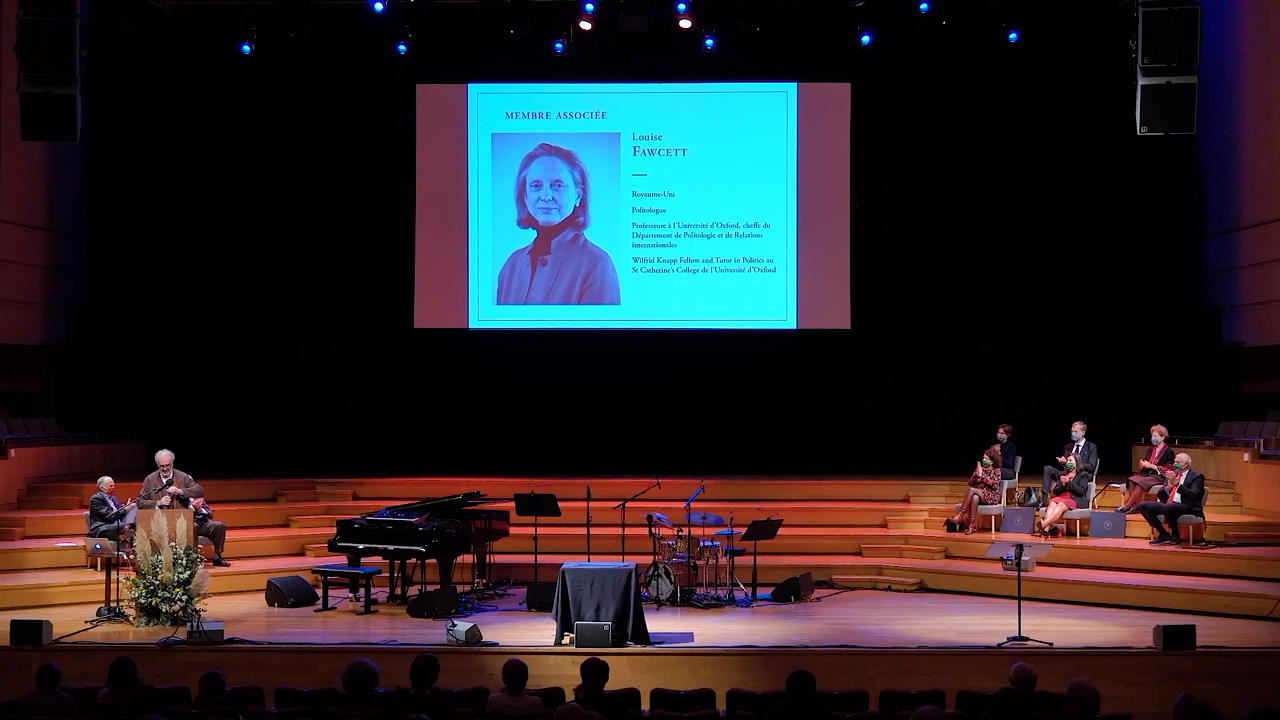 MEMBRE ASSOCIÉE
Louise
FAWCETT
Royaume-Uni
Politologue
Professeure à l'Université d'Oxford, cheffe du
Département de Politologie et de Relations
internationales
Wilfrid Knapp Fellow and Tutor in Politics au
St Catherine's College de l'Université d'Oxford